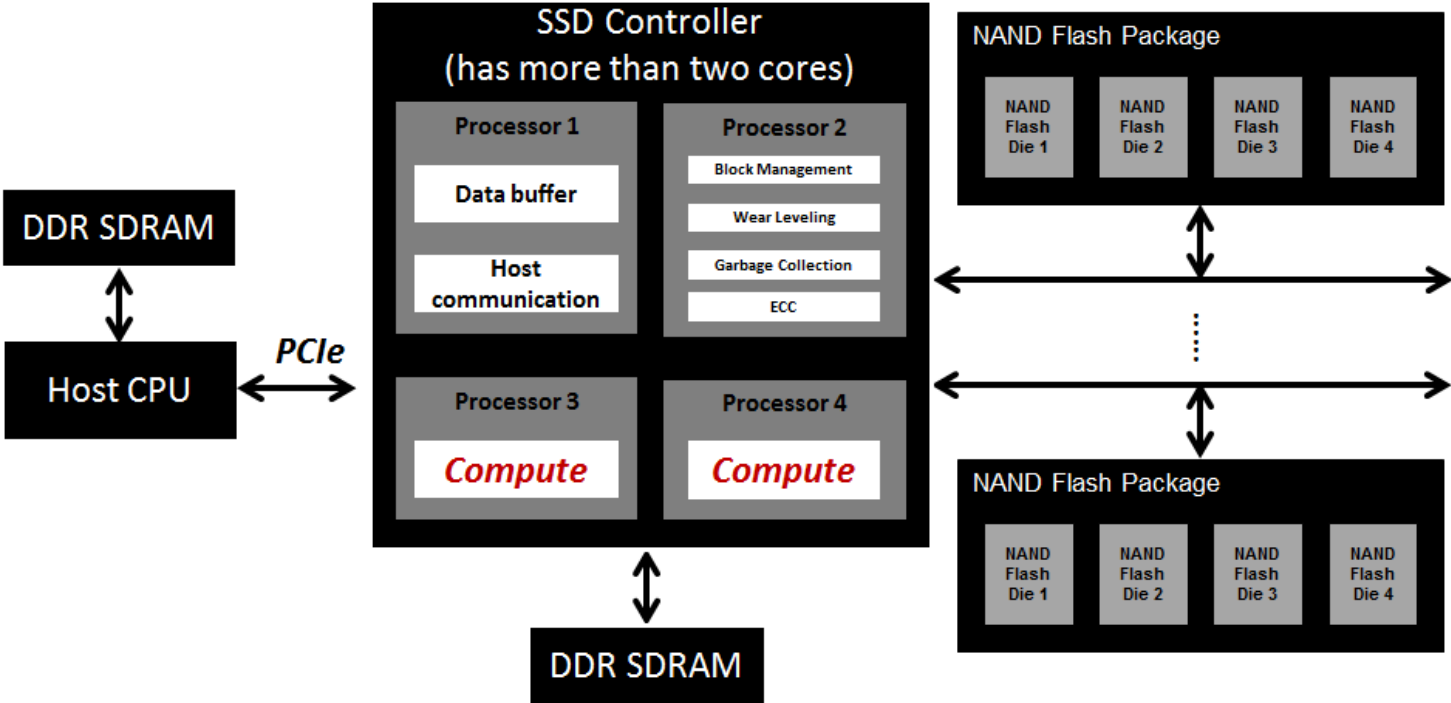 SSD Controller
(has more than two cores)
Processor 1
Data buffer
Host
communication
Processor 2
Block Management
Wear Leveling
Garbage Collection
ECC
Processor 3
Compute
Processor 4
Compute
DDR SDRAM
Host CPU
PCIe
DDR SDRAM
NAND Flash Package
NAND
Flash
Die 1
NAND
Flash
Die 2
NAND
Flash
Die 3
NAND
Flash
Die 4
......
NAND Flash Package
NAND
Flash
Die 1
NAND
Flash
Die 2
NAND
Flash
Die 3
NAND
Flash
Die 4